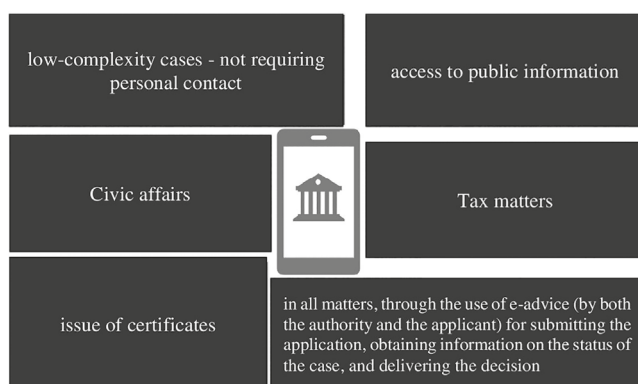 low-complexity cases - not requiring
personal contact
access to public information
Civic affairs
Tax matters
issue of certificates
in all matters, through the use of e-advice (by both
the authority and the applicant) for submitting the
application, obtaining information on the status of
the case, and delivering the decision